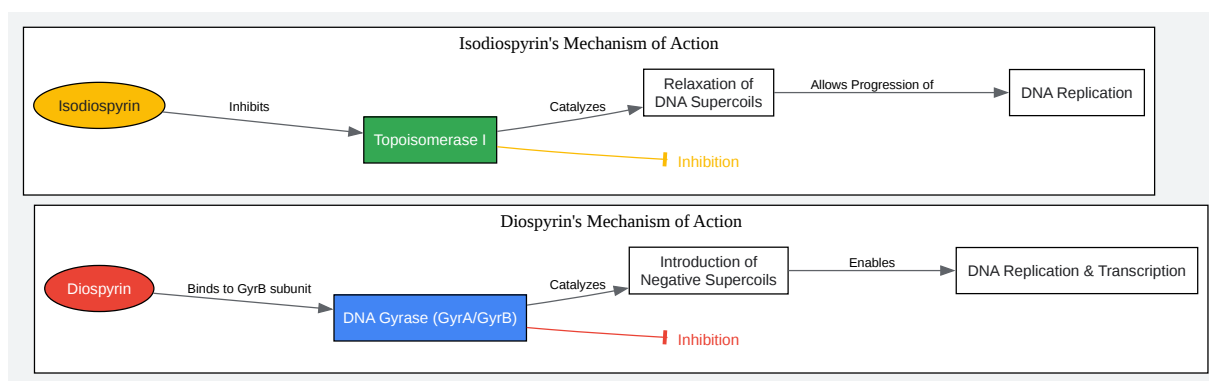 Isodiospyrin's Mechanism of Action
Isodiospyrin
Inhibits
Topoisomerase I
Catalyzes
Relaxation of
DNA Supercoils
Allows Progression of
DNA Replication
Inhibition
Diospyrin's Mechanism of Action
Diospyrin
Binds to GyrB subunit
DNA Gyrase (GyrA/GyrB)
Catalyzes
Introduction of
Negative Supercoils
Enables
DNA Replication & Transcription
Inhibition